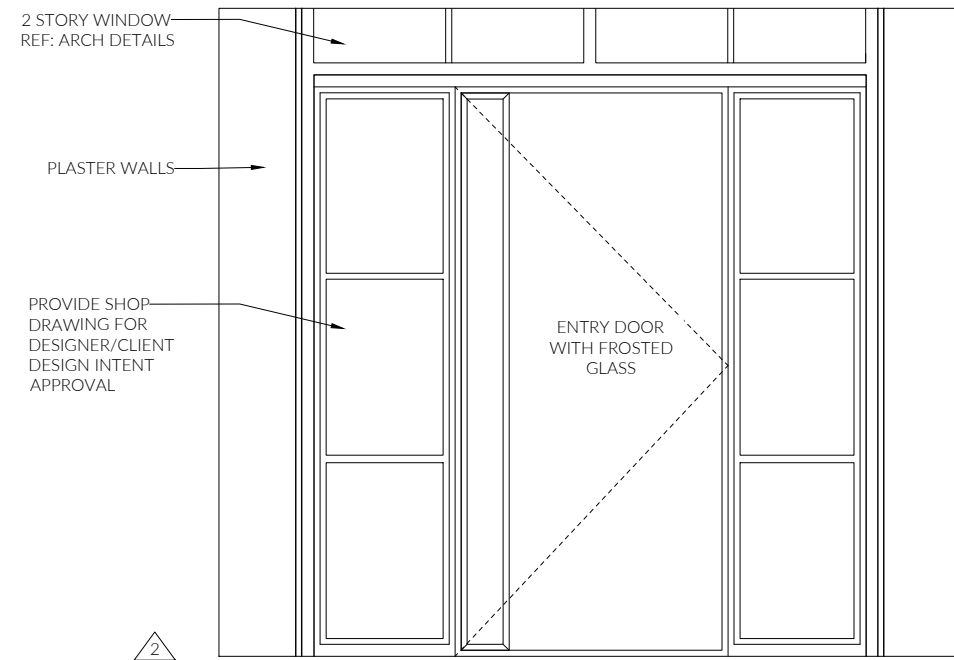 2 STORY WINDOW
REF: ARCH DETAILS
PLASTER WALLS
PROVIDE SHOP
DRAWING FOR
DESIGNER/CLIENT
DESIGN INTENT
APPROVAL
ENTRY DOOR
WITH FROSTED
GLASS
2